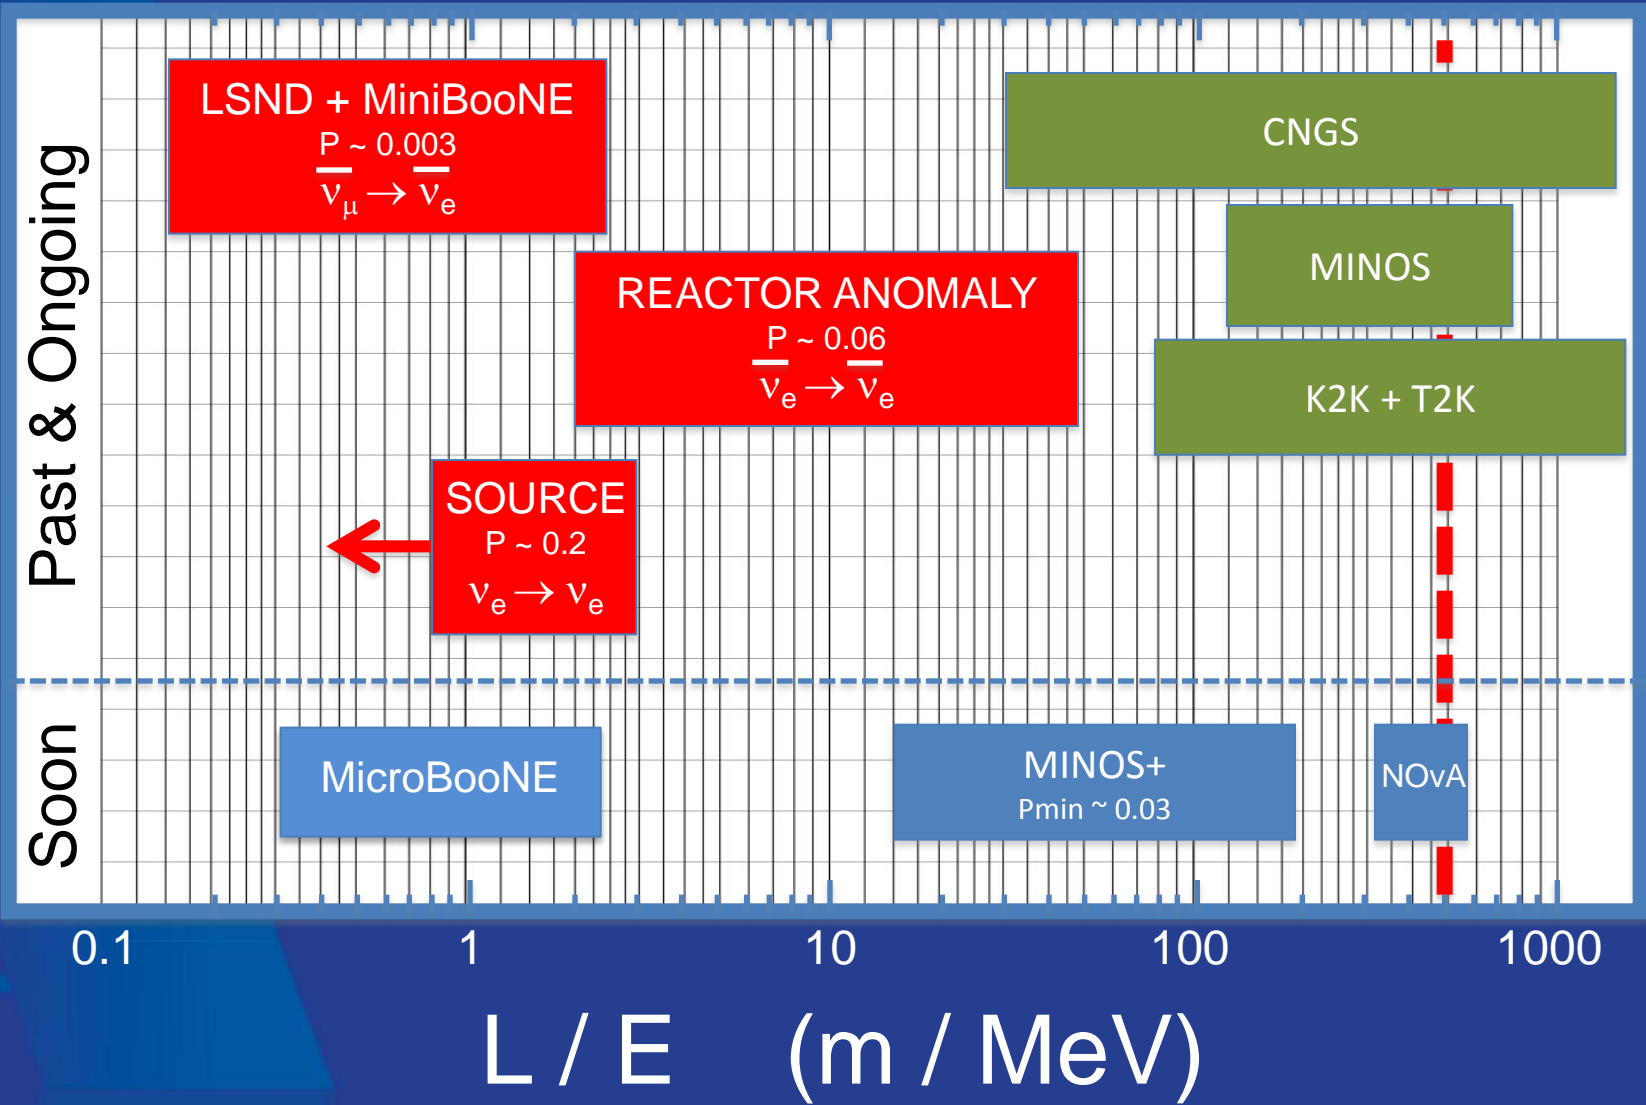 Past & Ongoing
LSND + MiniBooNE
P ~ 0.003
ν̅μ → ν̅e
CNGS
MINOS
REACTOR ANOMALY
P ~ 0.06
ν̅e → ν̅e
K2K + T2K
SOURCE
P ~ 0.2
νe → νe
Soon
MicroBooNE
MINOS+
Pmin ~ 0.03
NOvA
0.1 1 10 100 1000
L / E (m / MeV)